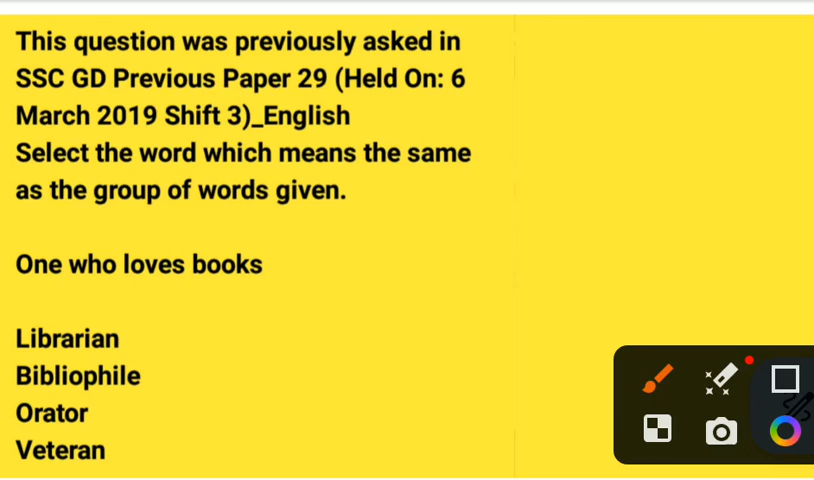 This question was previously asked in
SSC GD Previous Paper 29 (Held On: 6
March 2019 Shift 3)_English
Select the word which means the same
as the group of words given.
One who loves books
Librarian
Bibliophile
Orator
Veteran